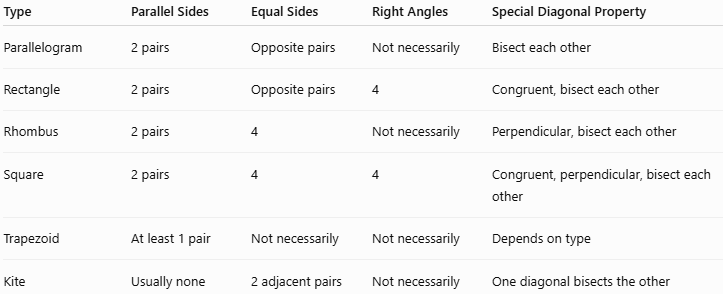 Type Parallel Sides Equal Sides Right Angles Special Diagonal Property
Parallelogram 2 pairs Opposite pairs Not necessarily Bisect each other
Rectangle 2 pairs Opposite pairs 4 Congruent, bisect each other
Rhombus 2 pairs 4 Not necessarily Perpendicular, bisect each other
Square 2 pairs 4 4 Congruent, perpendicular, bisect each
other
Trapezoid At least 1 pair Not necessarily Not necessarily Depends on type
Kite Usually none 2 adjacent pairs Not necessarily One diagonal bisects the other